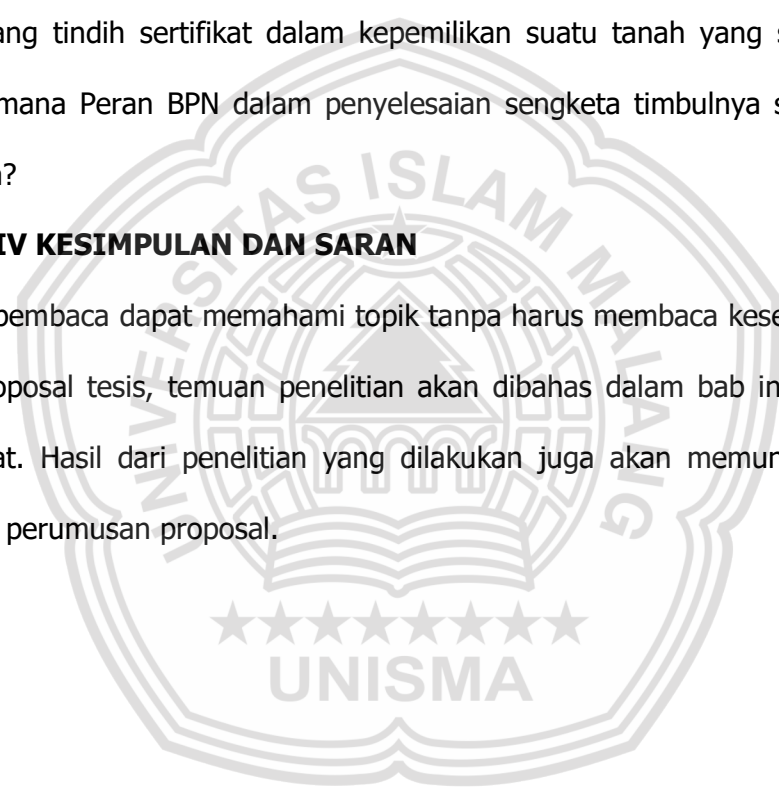 ang tindih sertifikat dalam kepemilikan suatu tanah yang s
mana Peran BPN dalam penyelesaian sengketa timbulnya s
?
IV KESIMPULAN DAN SARAN
pembaca dapat memahami topik tanpa harus membaca kese
oposal tesis, temuan penelitian akan dibahas dalam bab in
at. Hasil dari penelitian yang dilakukan juga akan memun
perumusan proposal.
UNIVERSITAS ISLAM MALANG
UNISMA